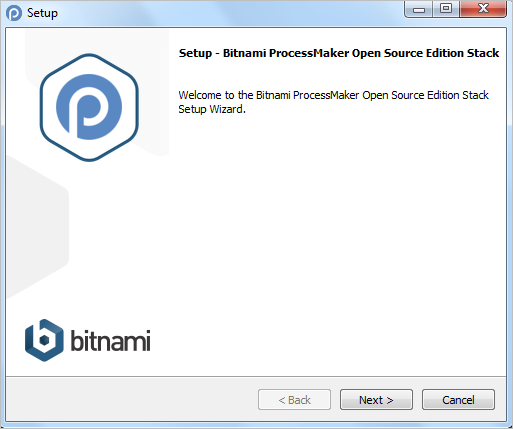 Setup
Setup - Bitnami ProcessMaker Open Source Edition Stack
Welcome to the Bitnami ProcessMaker Open Source Edition Stack
Setup Wizard.
bitnami
< Back
Next >
Cancel